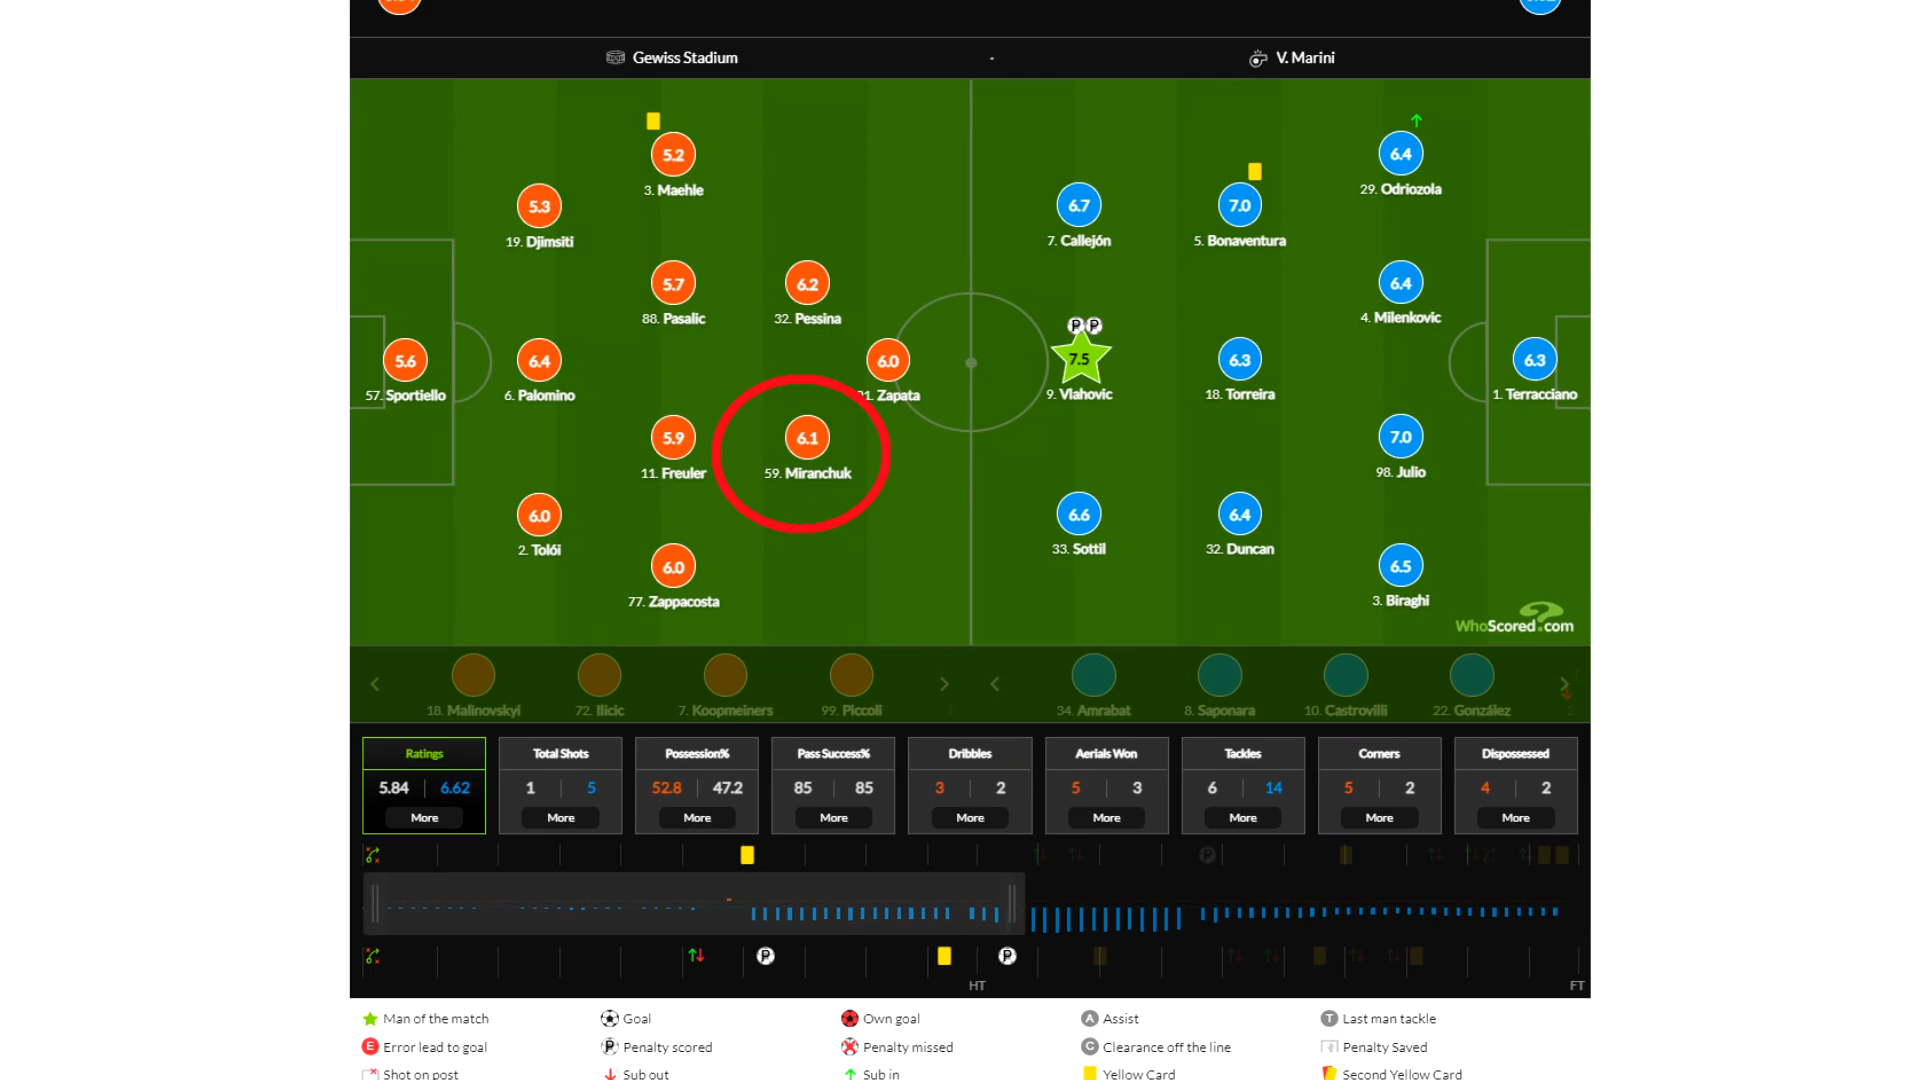 Gewiss Stadium
-
V. Marini
5.2
3. Maehle
6.4
29. Odriozola
5.3
19. Djimsiti
6.7
7. Callejón
7.0
5. Bonaventura
5.7
88. Pasalic
6.2
32. Pessina
6.4
4. Milenkovic
P P
5.6
57. Sportiello
6.4
6. Palomino
6.0
91. Zapata
7.5
9. Vlahovic
6.3
18. Torreira
6.3
1. Terracciano
5.9
11. Freuler
6.1
59. Miranchuk
7.0
98. Julio
6.0
2. Tolói
6.6
33. Sottil
6.4
32. Duncan
6.0
77. Zappacosta
6.5
3. Biraghi
WhoScored.com
18. Malinovskyi
72. Ilicic
7. Koopmeiners
99. Piccoli
34. Amrabat
8. Saponara
10. Castrovilli
22. González
Ratings
Total Shots
Possession%
Pass Success%
Dribbles
Aerials Won
Tackles
Corners
Dispossessed
5.84 6.62
1 5
52.8 47.2
85 85
3 2
5 3
6 14
5 2
4 2
More
More
More
More
More
More
More
More
More
P
P
P
HT
FT
Man of the match
Goal
Own goal
A Assist
T Last man tackle
E Error lead to goal
P Penalty scored
Penalty missed
C Clearance off the line
Penalty Saved
Shot on post
Sub out
Sub in
Yellow Card
Second Yellow Card